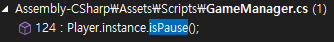 Assembly-CSharp₩Assets₩Scripts₩GameManager.cs (1)
124 : Player.instance.isPause();